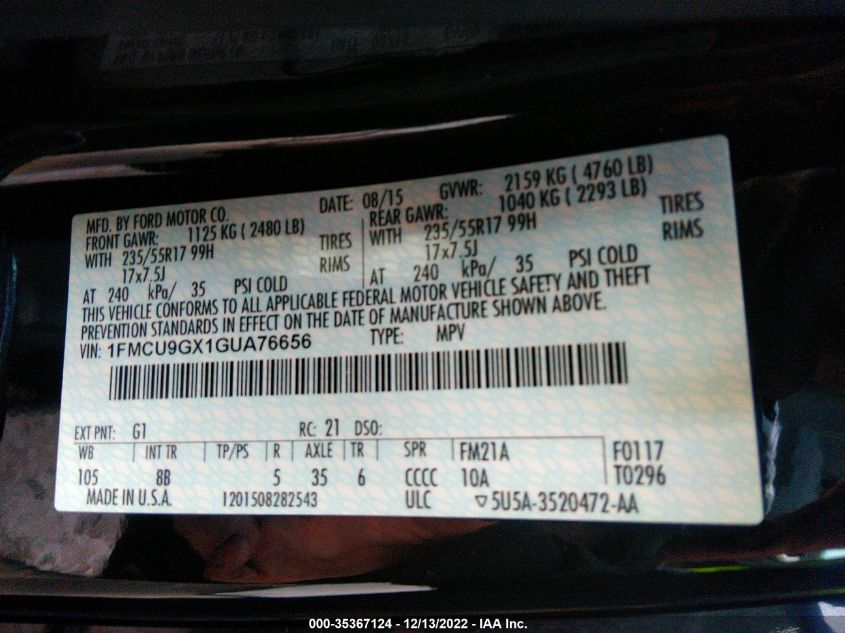 MFD. BY FORD MOTOR CO.
DATE: 08/15 GVWR: 2159 KG ( 4760 LB)
FRONT GAWR: 1125 KG ( 2480 LB)
REAR GAWR: 1040 KG ( 2293 LB)
WITH 235/55R17 99H TIRES
WITH 235/55R17 99H TIRES
17x7.5J RIMS
17x7.5J RIMS
AT 240 kPa/ 35 PSI COLD
AT 240 kPa/ 35 PSI COLD
THIS VEHICLE CONFORMS TO ALL APPLICABLE FEDERAL MOTOR VEHICLE SAFETY AND THEFT
PREVENTION STANDARDS IN EFFECT ON THE DATE OF MANUFACTURE SHOWN ABOVE.
VIN: 1FMCU9GX1GUA76656 TYPE: MPV
EXT PNT: G1 RC: 21 DSO:
WB INT TR TP/PS R AXLE TR SPR FM21A F0117
105 8B 5 35 6 CCCC 10A T0296
MADE IN U.S.A. 1201508282543 ULC ▽5U5A-3520472-AA
000-35367124 - 12/13/2022 - IAA Inc.